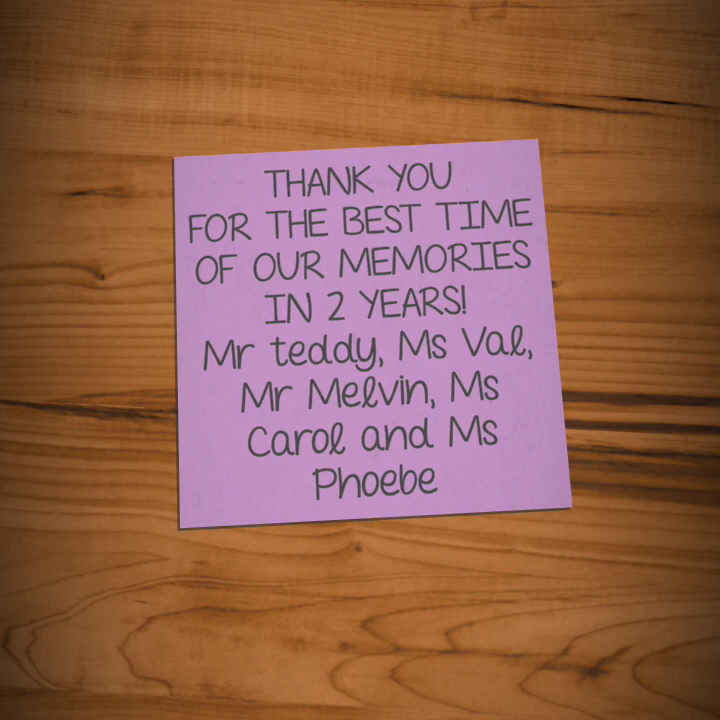 THANK YOU
FOR THE BEST TIME
OF OUR MEMORIES
IN 2 YEARS!
Mr teddy, Ms Val,
Mr Melvin, Ms
Carol and Ms
Phoebe